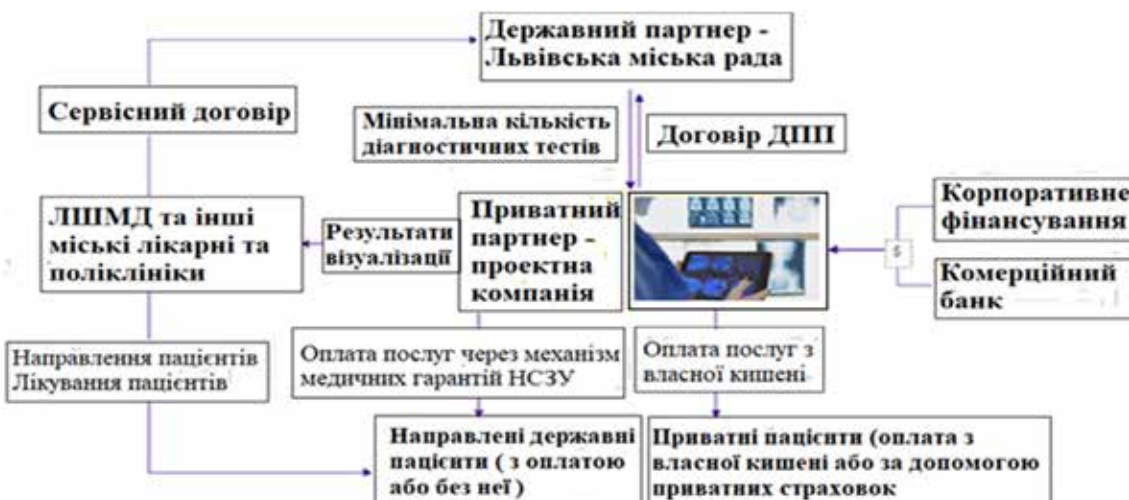 Державний партнер -
Львівська міська рада
Сервісний договір
Мінімальна кількість
діагностичних тестів
Договір ДПП
ЛШМД та інші
міські лікарні та
поліклініки
Результати
візуалізації
Приватний
партнер -
проектна
компанія
Корпоративне
фінансування
$
Комерційний
банк
Направлення пацієнтів
Лікування пацієнтів
Оплата послуг через механізм
медичних гарантій НСЗУ
Оплата послуг з
власної кишені
Направлені державні
пацієнти ( з оплатою
або без неї )
Приватні пацієнти (оплата з
власної кишені або за допомогою
приватних страховок